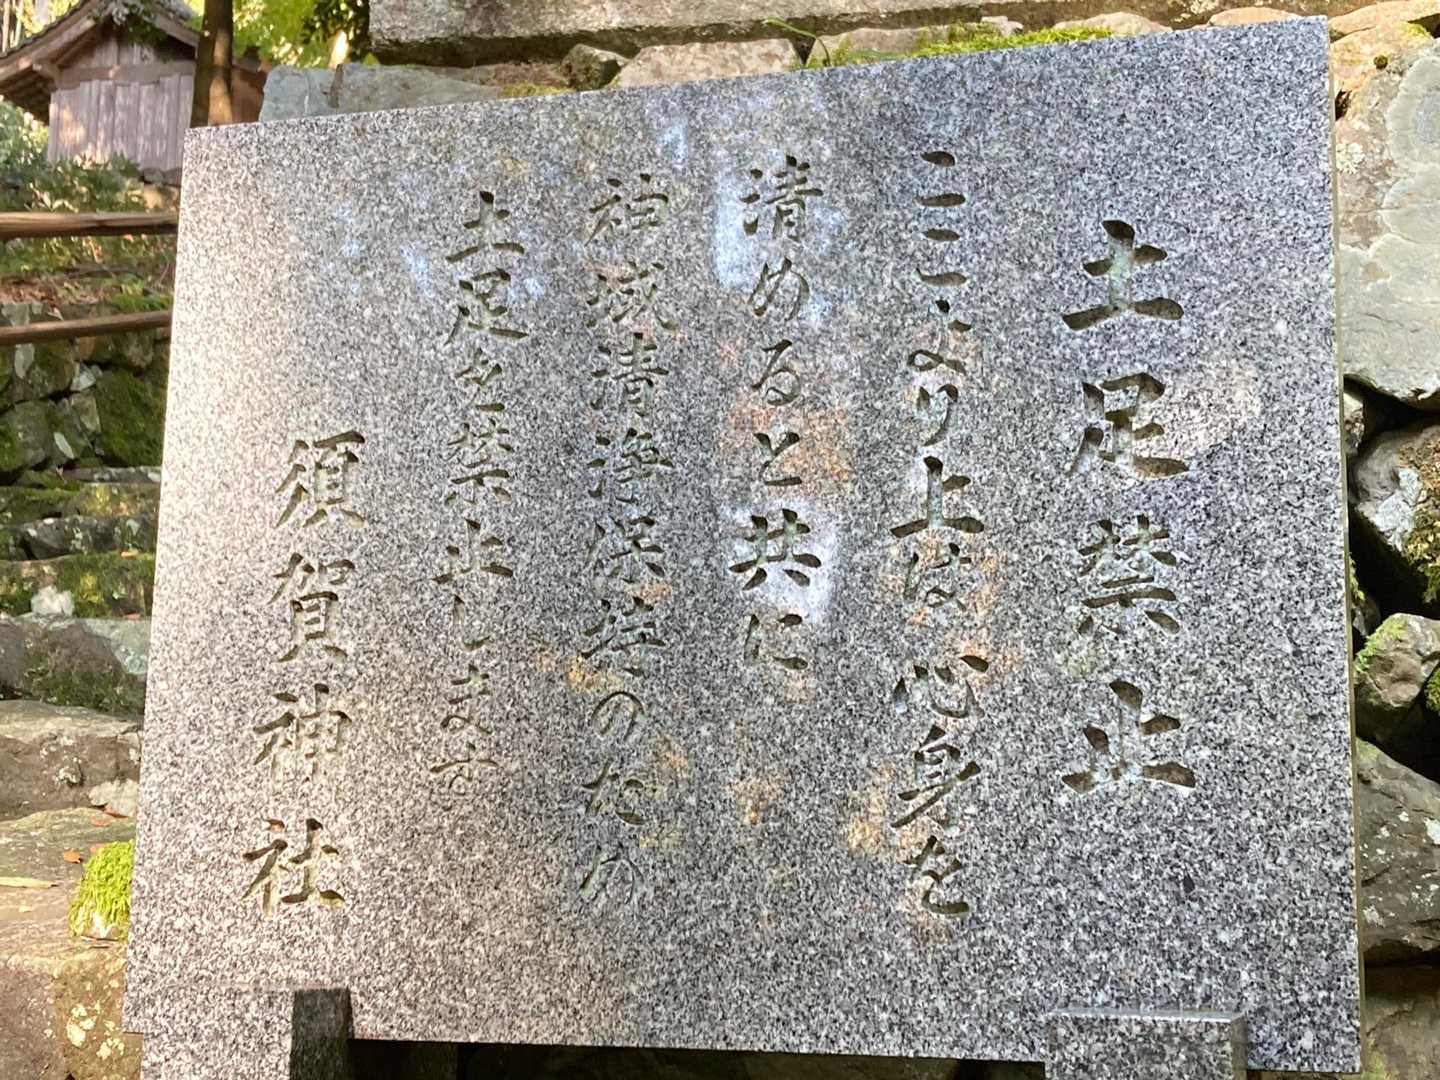 土足禁止
ここより上は心身を
清めると共に
神域清浄保持のため
土足を禁止します
須賀神社